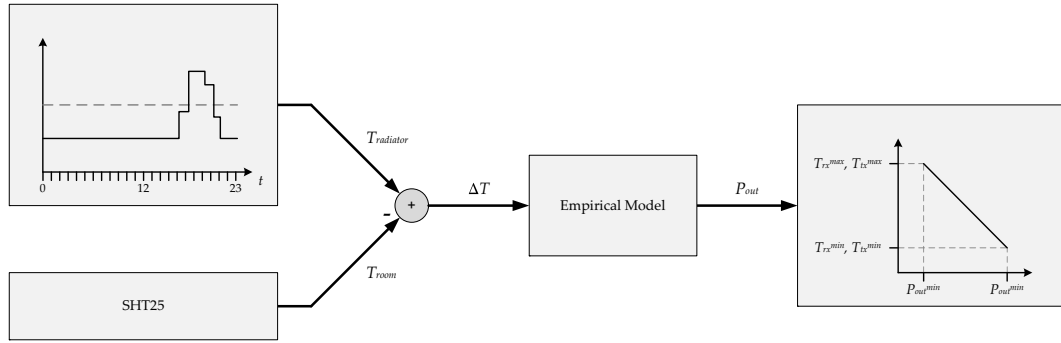 0
12
23
t
T_radiator
+
-
T_room
SHT25
ΔT
Empirical Model
P_out
T_rx^max, T_tx^max
T_rx^min, T_tx^min
P_out^min
P_out^min